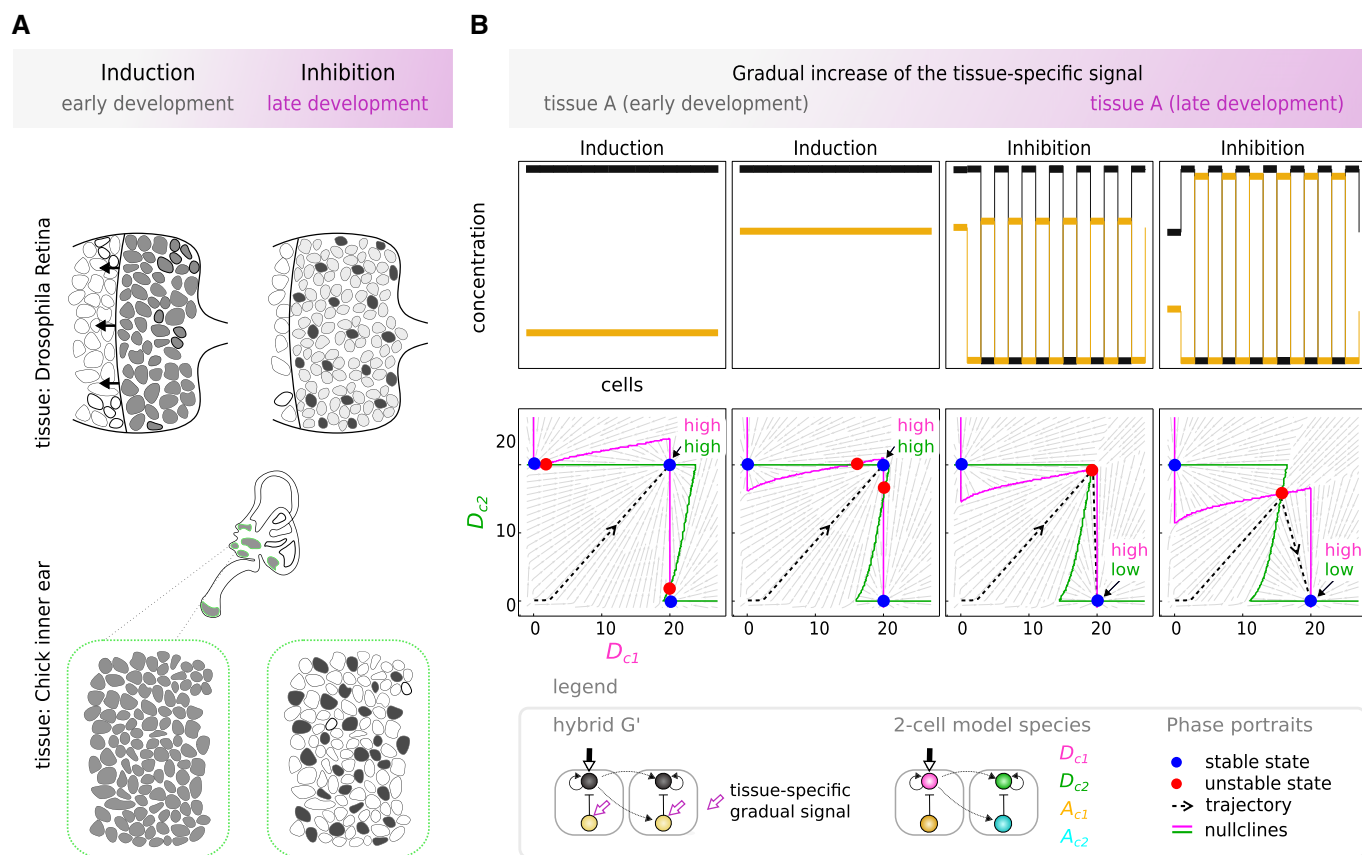 A
Induction
early development
Inhibition
late development
tissue: Drosophila Retina
tissue: Chick inner ear
B
Gradual increase of the tissue-specific signal
tissue A (early development)
tissue A (late development)
Induction
Induction
Inhibition
Inhibition
concentration
cells
high
high
high
high
high
low
high
low
20
10
0
D_c2
0 10 20
0 10 20
0 10 20
0 10 20
D_c1
legend
hybrid G'
tissue-specific
gradual signal
2-cell model species
D_c1
D_c2
A_c1
A_c2
Phase portraits
stable state
unstable state
trajectory
nullclines